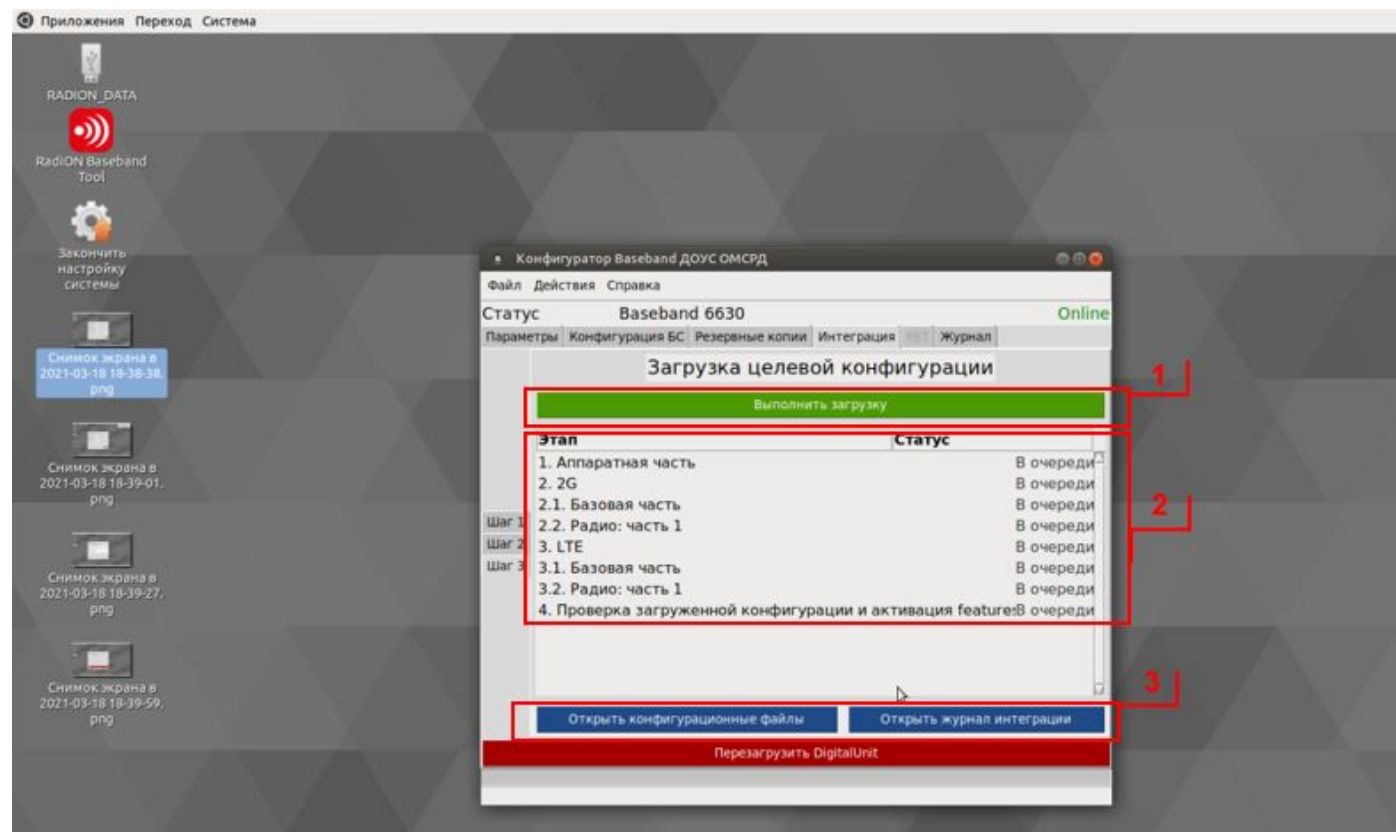 Приложения Переход Система
RADION_DATA
RadiON Baseband
Tool
Закончить
настройку
системы
Снимок экрана в
2021-03-18 18-38-38.
png
Снимок экрана в
2021-03-18 18-39-01.
png
Снимок экрана в
2021-03-18 18-39-27.
png
Снимок экрана в
2021-03-18 18-39-59.
png
Конфигуратор Baseband ДОУС ОМСРД
Файл Действия Справка
Статус Baseband 6630 Online
Параметры Конфигурация БС Резервные копии Интеграция Журнал
Загрузка целевой конфигурации
1
Выполнить загрузку
Этап Статус
1. Аппаратная часть В очереди
2. 2G В очереди
2.1. Базовая часть В очереди
2
Шаг 1 2.2. Радио: часть 1 В очереди
Шаг 2 3. LTE В очереди
Шаг 3 3.1. Базовая часть В очереди
3.2. Радио: часть 1 В очереди
4. Проверка загруженной конфигурации и активация features В очереди
3
Открыть конфигурационные файлы Открыть журнал интеграции
Перезагрузить DigitalUnit